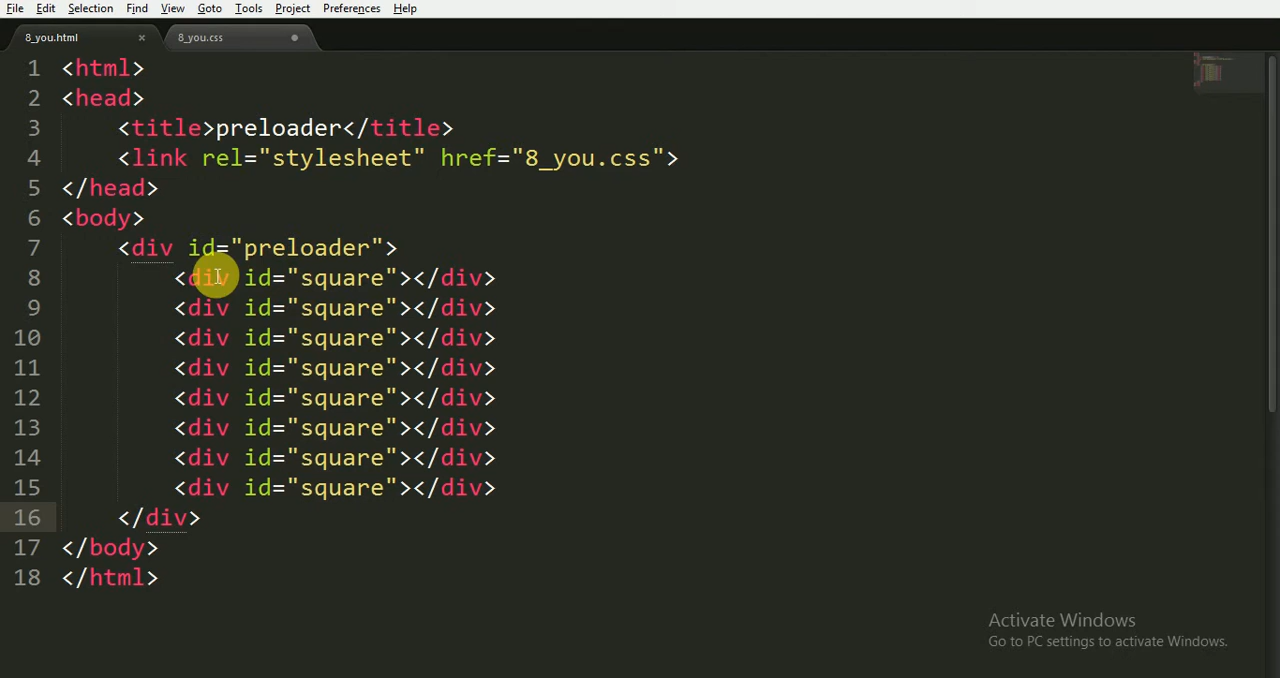 File Edit Selection Find View Goto Tools Project Preferences Help
8_you.html × 8_you.css
1 <html>
2 <head>
3 <title>preloader</title>
4 <link rel="stylesheet" href="8_you.css">
5 </head>
6 <body>
7 <div id="preloader">
8 <div id="square"></div>
9 <div id="square"></div>
10 <div id="square"></div>
11 <div id="square"></div>
12 <div id="square"></div>
13 <div id="square"></div>
14 <div id="square"></div>
15 <div id="square"></div>
16 </div>
17 </body>
18 </html>
Activate Windows
Go to PC settings to activate Windows.